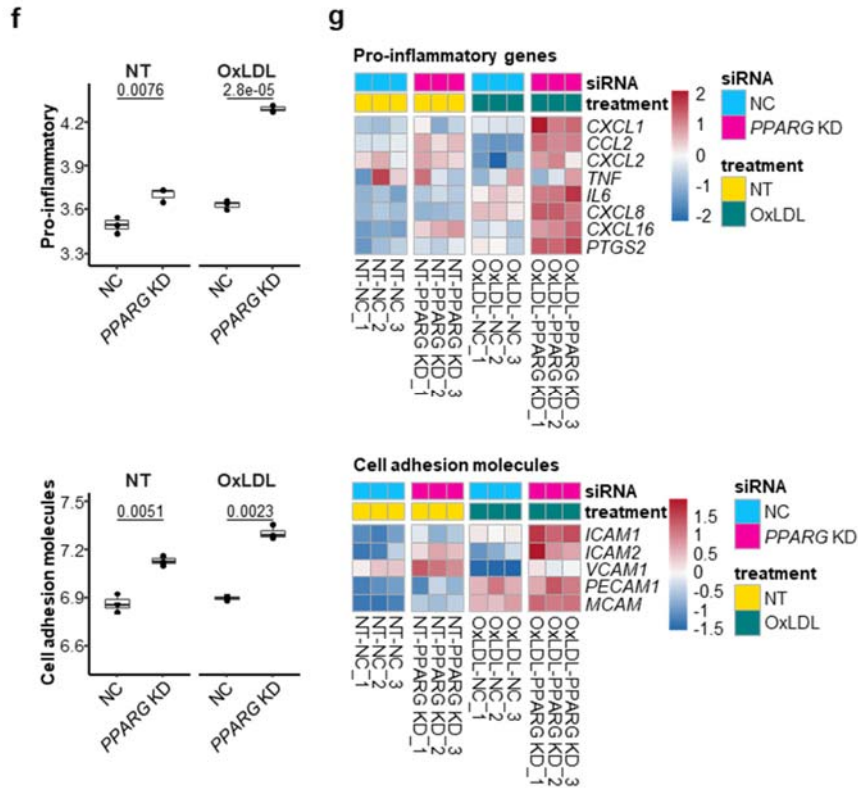 f
NT OxLDL
0.0076 2.8e-05
Pro-inflammatory
4.2
3.9
3.6
3.3
NC PPARG KD NC PPARG KD
NT OxLDL
0.0051 0.0023
Cell adhesion molecules
7.5
7.2
6.9
6.6
NC PPARG KD NC PPARG KD
g
Pro-inflammatory genes
siRNA
treatment
CXCL1
CCL2
CXCL2
TNF
IL6
CXCL8
CXCL16
PTGS2
NT-NC_1
NT-NC_2
NT-NC_3
NT-PPARG KD_1
NT-PPARG KD_2
NT-PPARG KD_3
OxLDL-NC_1
OxLDL-NC_2
OxLDL-NC_3
OxLDL-PPARG KD_1
OxLDL-PPARG KD_2
OxLDL-PPARG KD_3
2
1
0
-1
-2
siRNA
NC
PPARG KD
treatment
NT
OxLDL
Cell adhesion molecules
siRNA
treatment
ICAM1
ICAM2
VCAM1
PECAM1
MCAM
NT-NC_1
NT-NC_2
NT-NC_3
NT-PPARG KD_1
NT-PPARG KD_2
NT-PPARG KD_3
OxLDL-NC_1
OxLDL-NC_2
OxLDL-NC_3
OxLDL-PPARG KD_1
OxLDL-PPARG KD_2
OxLDL-PPARG KD_3
1.5
1
0.5
0
-0.5
-1
-1.5
siRNA
NC
PPARG KD
treatment
NT
OxLDL